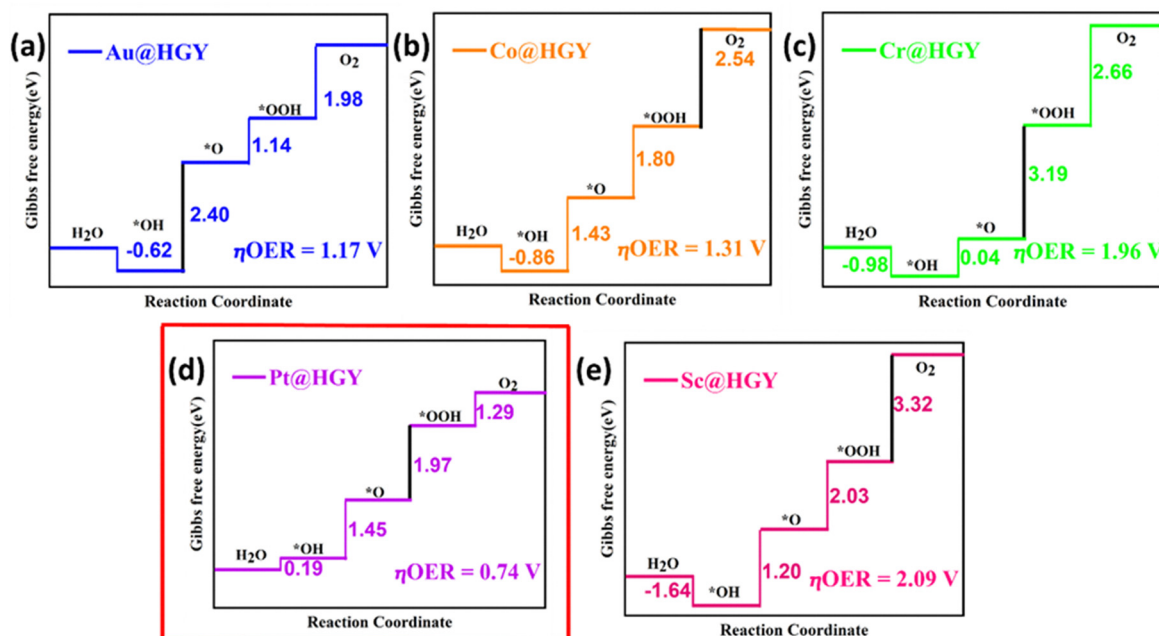 (a)
Au@HGY
Gibbs free energy(eV)
H2O
*OH
-0.62
2.40
*O
*OOH
1.14
O2
1.98
ηOER = 1.17 V
Reaction Coordinate
(b)
Co@HGY
Gibbs free energy(eV)
H2O
*OH
-0.86
1.43
*O
*OOH
1.80
O2
2.54
ηOER = 1.31 V
Reaction Coordinate
(c)
Cr@HGY
Gibbs free energy(eV)
H2O
-0.98
*OH
*O
0.04
*OOH
3.19
O2
2.66
ηOER = 1.96 V
Reaction Coordinate
(d)
Pt@HGY
Gibbs free energy(eV)
H2O
*OH
0.19
*O
1.45
*OOH
1.97
O2
1.29
ηOER = 0.74 V
Reaction Coordinate
(e)
Sc@HGY
Gibbs free energy(eV)
H2O
-1.64
*OH
*O
1.20
*OOH
2.03
O2
3.32
ηOER = 2.09 V
Reaction Coordinate